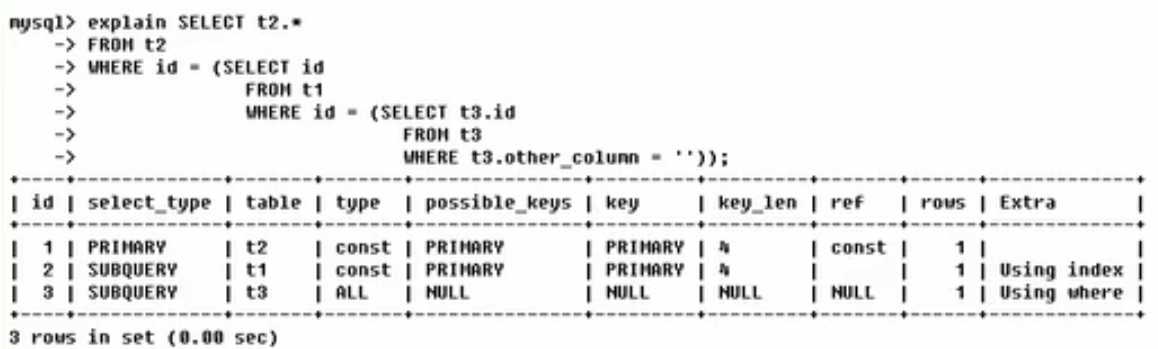 mysql> explain SELECT t2.*
    -> FROM t2
    -> WHERE id = (SELECT id
    ->             FROM t1
    ->             WHERE id = (SELECT t3.id
    ->                         FROM t3
    ->                         WHERE t3.other_column = ''));
+----+-------------+-------+-------+---------------+---------+---------+-------+------+-------------+
| id | select_type | table | type | possible_keys | key | key_len | ref | rows | Extra |
+----+-------------+-------+-------+---------------+---------+---------+-------+------+-------------+
| 1 | PRIMARY | t2 | const | PRIMARY | PRIMARY | 4 | const | 1 | |
| 2 | SUBQUERY | t1 | const | PRIMARY | PRIMARY | 4 | | 1 | Using index |
| 3 | SUBQUERY | t3 | ALL | NULL | NULL | NULL | NULL | 1 | Using where |
+----+-------------+-------+-------+---------------+---------+---------+-------+------+-------------+
3 rows in set (0.00 sec)